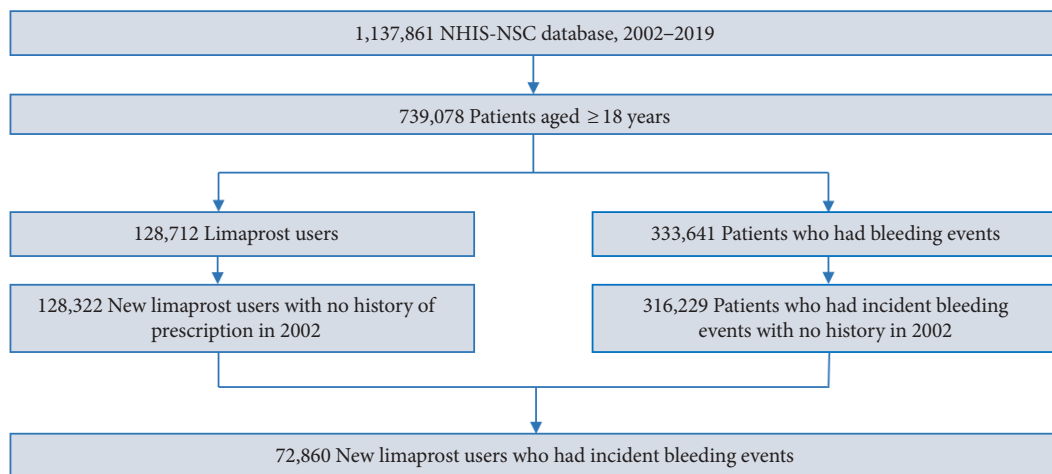 1,137,861 NHIS-NSC database, 2002–2019
739,078 Patients aged ≥ 18 years
128,712 Limaprost users
333,641 Patients who had bleeding events
128,322 New limaprost users with no history of
prescription in 2002
316,229 Patients who had incident bleeding
events with no history in 2002
72,860 New limaprost users who had incident bleeding events